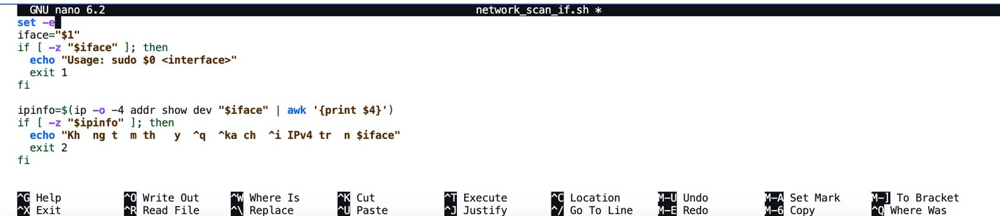 GNU nano 6.2 network_scan_if.sh *
set -e
iface="$1"
if [ -z "$iface" ]; then
  echo "Usage: sudo $0 <interface>"
  exit 1
fi

ipinfo=$(ip -o -4 addr show dev "$iface" | awk '{print $4}')
if [ -z "$ipinfo" ]; then
  echo "Kh  ng t  m th   y  ^q  ^ka ch  ^i IPv4 tr  n $iface"
  exit 2
fi

^G Help ^O Write Out ^W Where Is ^K Cut ^T Execute ^C Location M-U Undo M-A Set Mark M-] To Bracket
^X Exit ^R Read File ^\ Replace ^U Paste ^J Justify ^/ Go To Line M-E Redo M-6 Copy ^Q Where Was